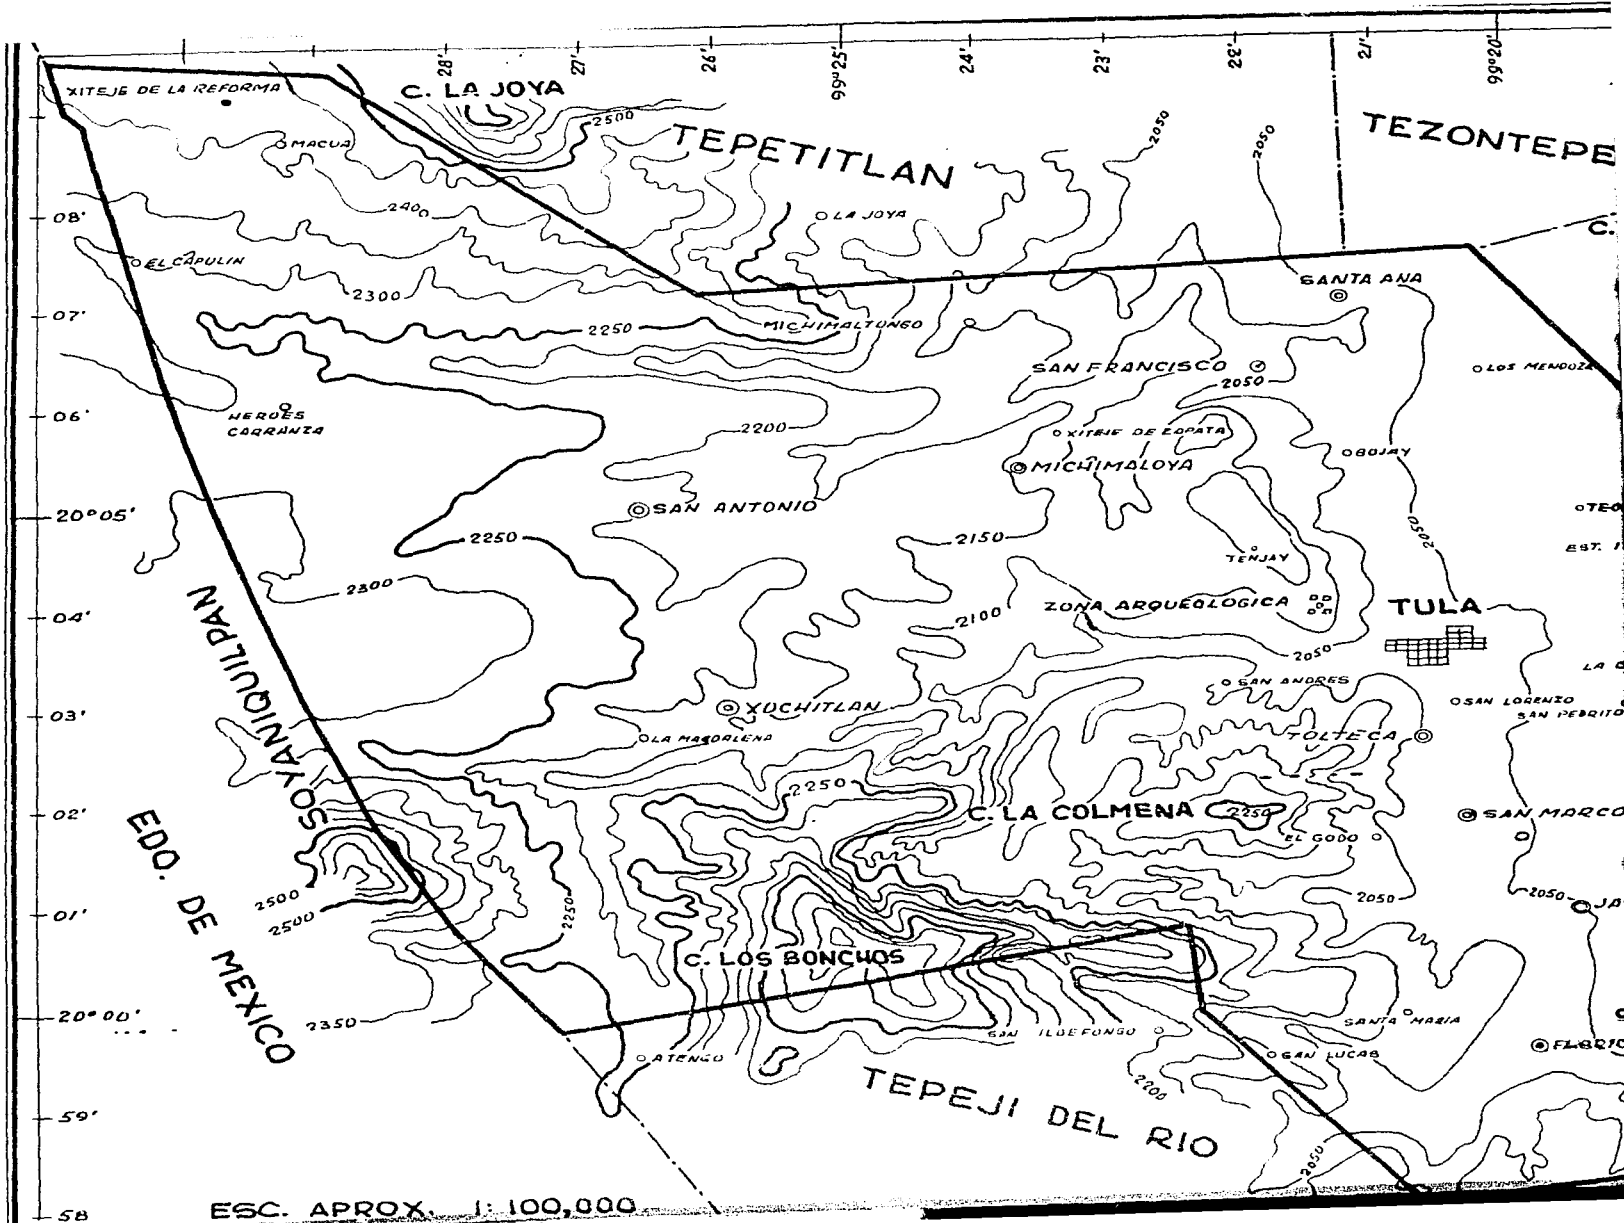 28'
27'
26'
99°25'
24'
23'
22'
21'
99°20'
XITEJE DE LA REFORMA
C. LA JOYA
2500
TEPETITLAN
2050
2050
TEZONTEPE
MACUA
2400
LA JOYA
08'
C.
EL CAPULIN
2300
SANTA ANA
07'
2250
MICHIMALTONGO
SAN FRANCISCO
2050
LOS MENDOZA
06'
HEROES
CARRANZA
2200
XITEJE DE ZAPATA
MICHIMALOYA
BOJAY
20°05'
SAN ANTONIO
2250
2150
2050
TENJAY
EST.
2300
04'
2100
ZONA ARQUEOLOGICA
TULA
2050
SOYANIQUILPAN
SAN ANDRES
LA
03'
XOCHITLAN
LA MAGDALENA
SAN LORENZO
SAN PEDRITO
TOLTECA
02'
2250
C. LA COLMENA
2250
EL GODO
SAN MARCO
EDO. DE MEXICO
2500
2500
01'
2250
2050
2050
JA
C. LOS BONCHOS
20°00'
2350
SAN ILDEFONSO
SANTA MARIA
ATENGO
SAN LUCAS
TEPEJI DEL RIO
2200
59'
2050
58
ESC. APROX. 1:100,000